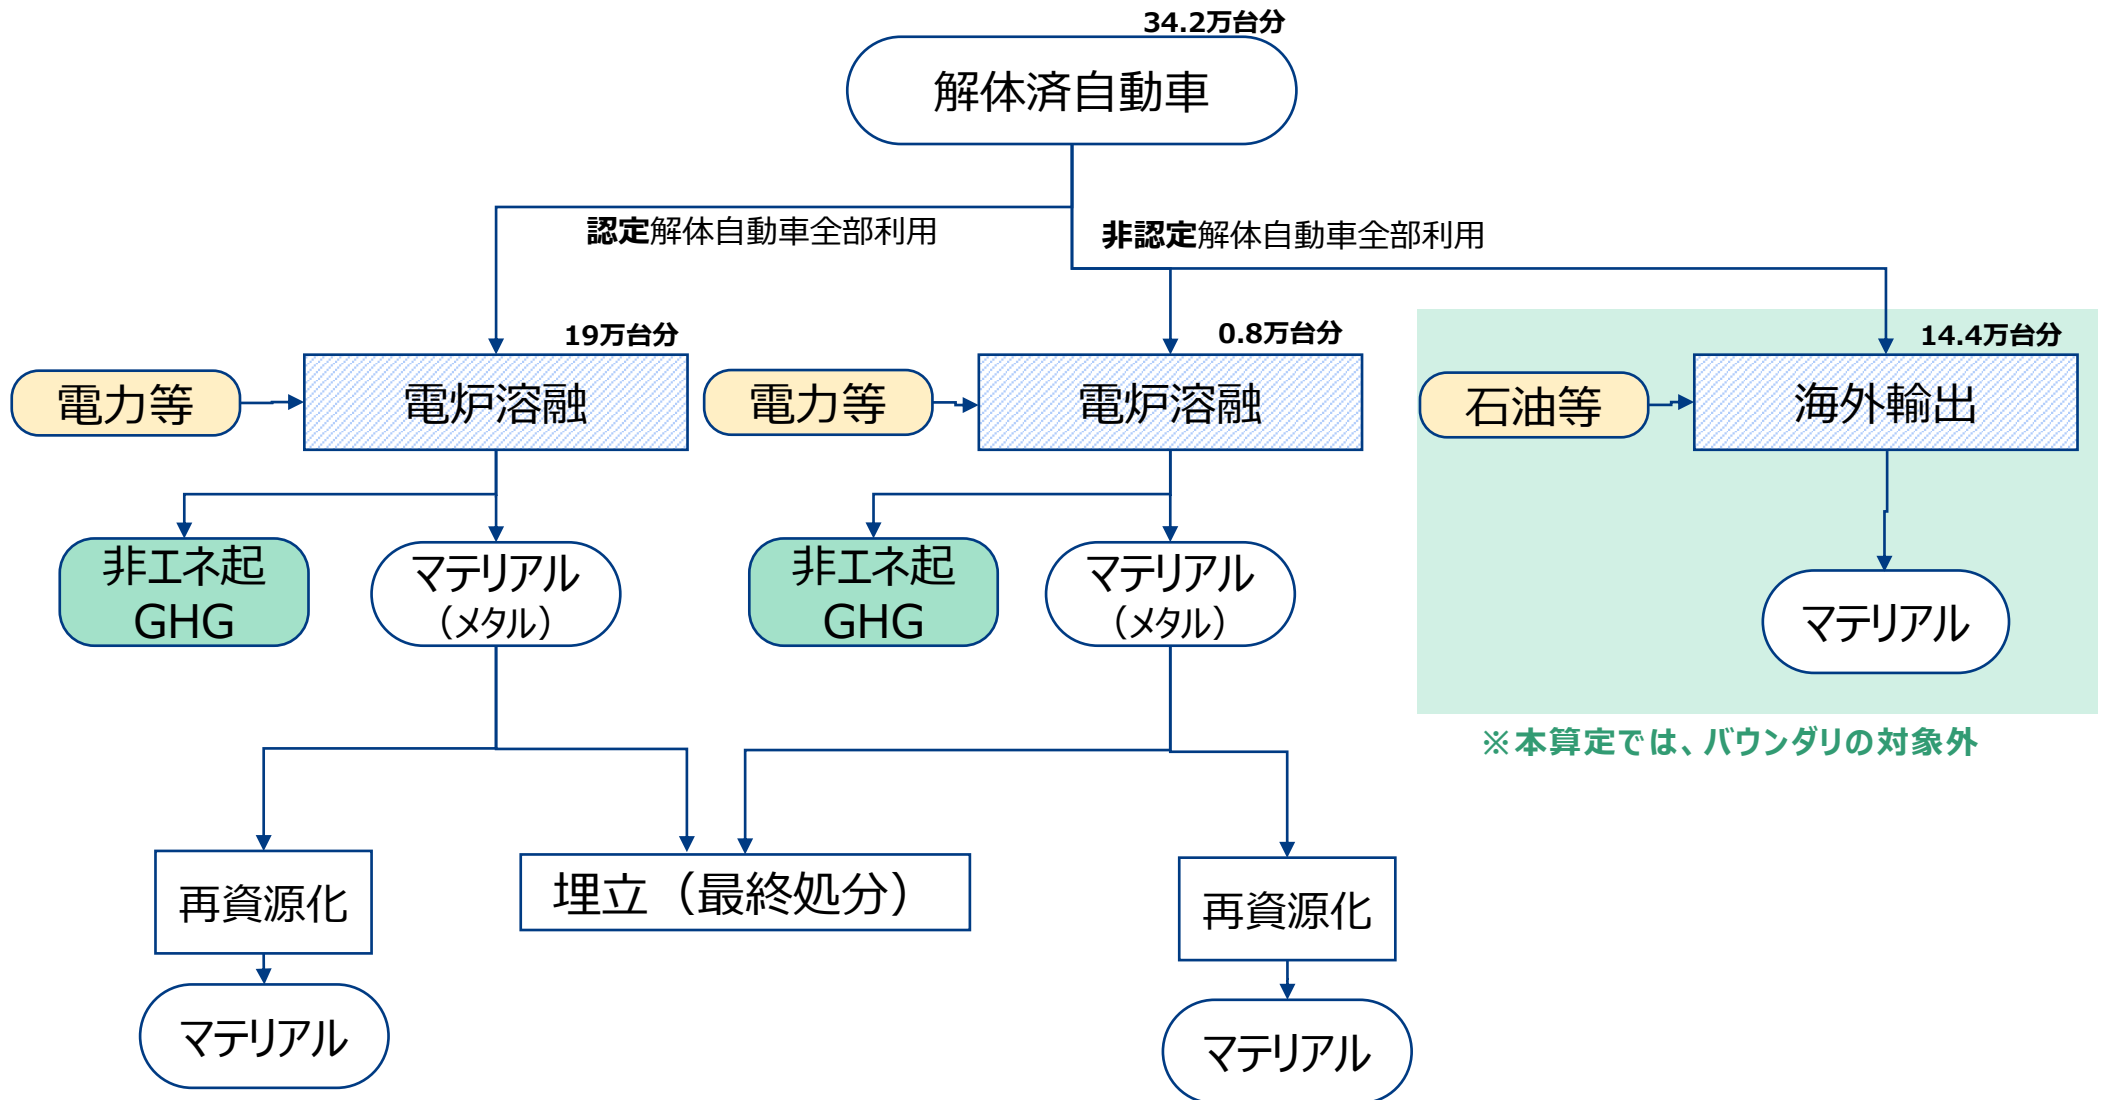 34.2万台分
解体済自動車
認定解体自動車全部利用
非認定解体自動車全部利用
19万台分
0.8万台分
14.4万台分
電力等
電炉溶融
電力等
電炉溶融
石油等
海外輸出
非エネ起
GHG
マテリアル
（メタル）
非エネ起
GHG
マテリアル
（メタル）
マテリアル
※本算定では、バウンダリの対象外
再資源化
埋立（最終処分）
再資源化
マテリアル
マテリアル